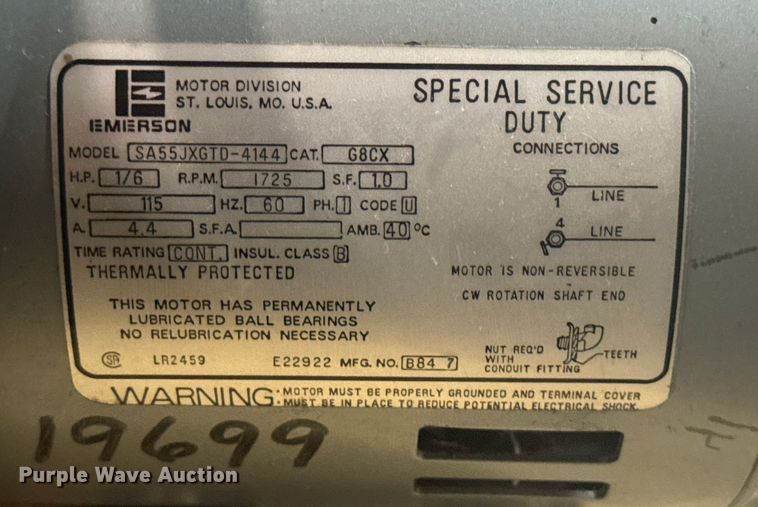 EMERSON
MOTOR DIVISION
ST. LOUIS, MO. U.S.A.
SPECIAL SERVICE
DUTY
MODEL SA55JXGTD-4144 CAT. G8CX
H.P. 1/6 R.P.M. 1725 S.F. 1.0
V. 115 HZ. 60 PH. 1 CODE U
A. 4.4 S.F.A. AMB. 40 °C
TIME RATING CONT. INSUL. CLASS B
THERMALLY PROTECTED
THIS MOTOR HAS PERMANENTLY
LUBRICATED BALL BEARINGS
NO RELUBRICATION NECESSARY
SA LR2459 E22922 MFG. NO. B84 7
CONNECTIONS
1 LINE
4 LINE
MOTOR IS NON-REVERSIBLE
CW ROTATION SHAFT END
NUT REQ'D
WITH
CONDUIT FITTING
TEETH
WARNING: • MOTOR MUST BE PROPERLY GROUNDED AND TERMINAL COVER
• MUST BE IN PLACE TO REDUCE POTENTIAL ELECTRICAL SHOCK.
19699
Purple Wave Auction